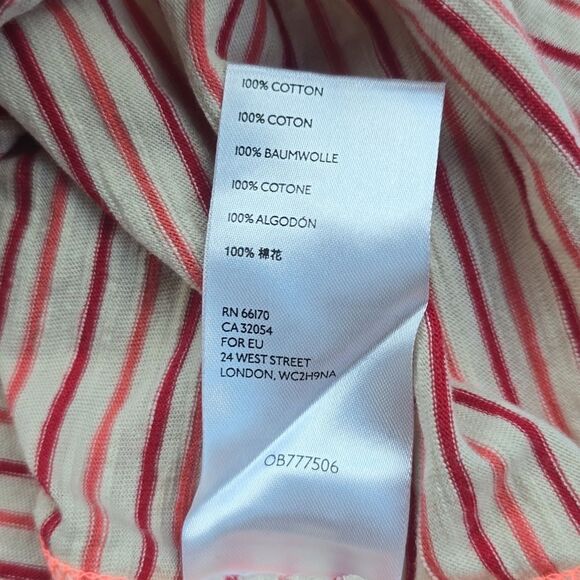 100% COTTON
100% COTON
100% BAUMWOLLE
100% COTONE
100% ALGODÓN
100% 棉花
RN 66170
CA 32054
FOR EU
24 WEST STREET
LONDON, WC2H9NA
OB777506